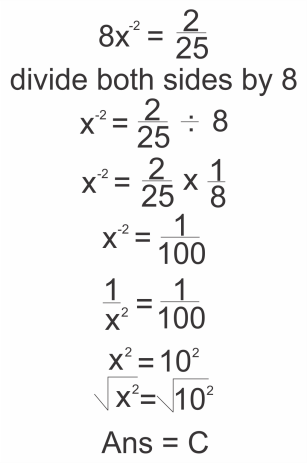 8x⁻² = 2/25
divide both sides by 8
x⁻² = 2/25 ÷ 8
x⁻² = 2/25 x 1/8
x⁻² = 1/100
1/x² = 1/100
x² = 10²
√x² = √10²
Ans = C